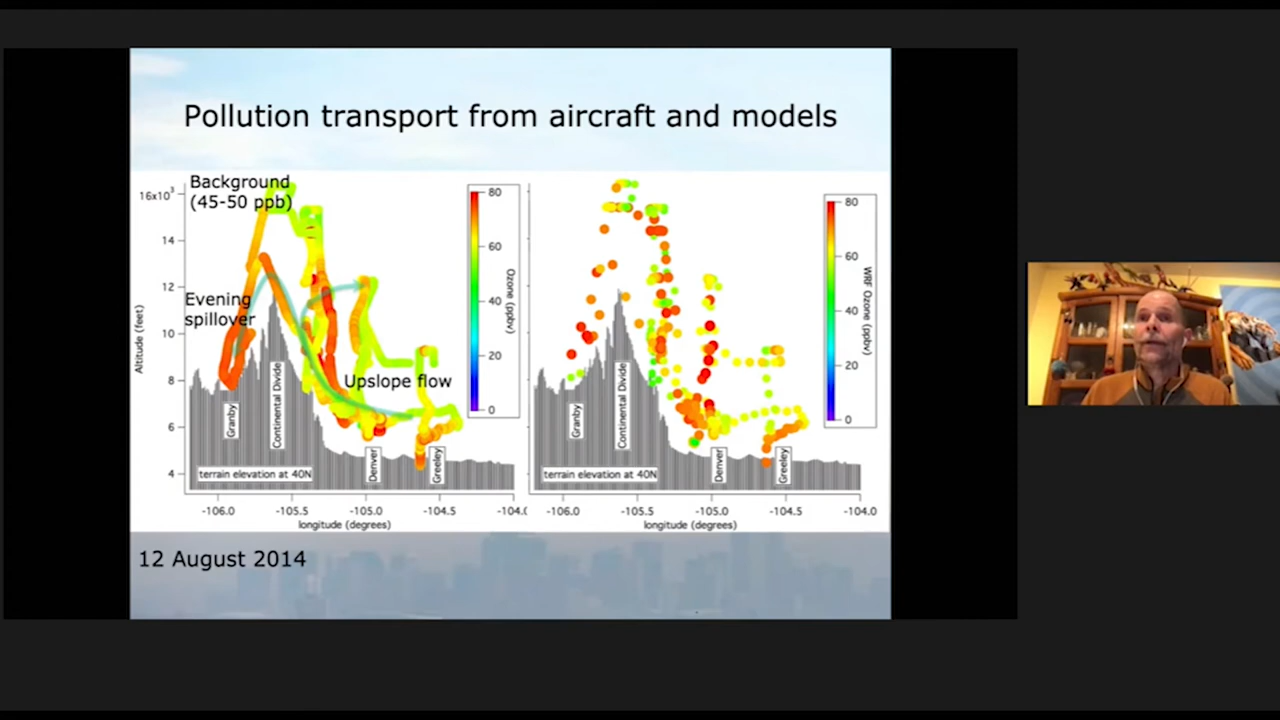 Pollution transport from aircraft and models
Background
(45-50 ppb)
Evening
spillover
Upslope flow
16x10³
14
12
10
8
6
4
Altitude (feet)
Granby
Continental Divide
Denver
Greeley
terrain elevation at 40N
-106.0
-105.5
-105.0
-104.5
-104.0
longitude (degrees)
80
60
40
20
0
Ozone (ppbv)
Granby
Continental Divide
Denver
Greeley
terrain elevation at 40N
-106.0
-105.5
-105.0
-104.5
-104.0
longitude (degrees)
80
60
40
20
0
WRF Ozone (ppbv)
12 August 2014